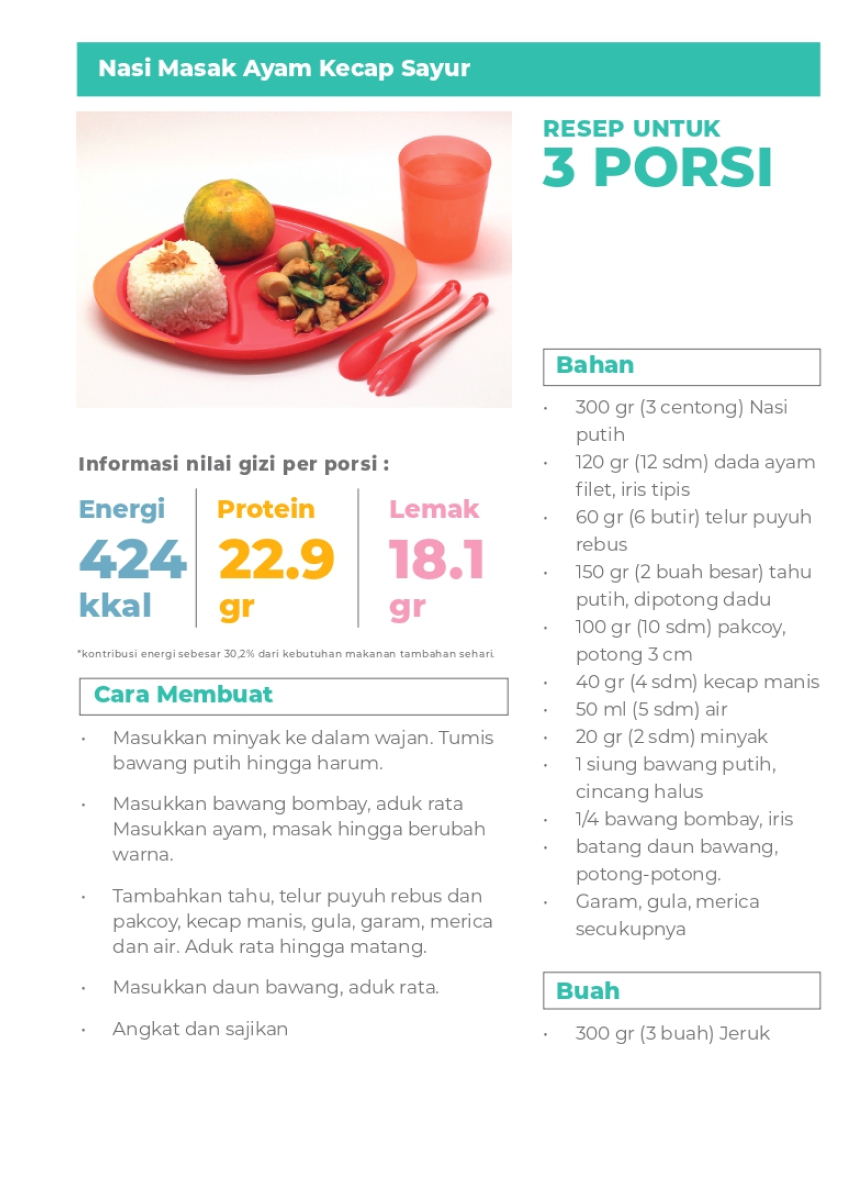 Nasi Masak Ayam Kecap Sayur
RESEP UNTUK
3 PORSI
Informasi nilai gizi per porsi :
Energi
424
kkal
Protein
22.9
gr
Lemak
18.1
gr
*kontribusi energi sebesar 30,2% dari kebutuhan makanan tambahan sehari.
Cara Membuat
• Masukkan minyak ke dalam wajan. Tumis
bawang putih hingga harum.
• Masukkan bawang bombay, aduk rata
Masukkan ayam, masak hingga berubah
warna.
• Tambahkan tahu, telur puyuh rebus dan
pakcoy, kecap manis, gula, garam, merica
dan air. Aduk rata hingga matang.
• Masukkan daun bawang, aduk rata.
• Angkat dan sajikan
Bahan
• 300 gr (3 centong) Nasi
putih
• 120 gr (12 sdm) dada ayam
filet, iris tipis
• 60 gr (6 butir) telur puyuh
rebus
• 150 gr (2 buah besar) tahu
putih, dipotong dadu
• 100 gr (10 sdm) pakcoy,
potong 3 cm
• 40 gr (4 sdm) kecap manis
• 50 ml (5 sdm) air
• 20 gr (2 sdm) minyak
• 1 siung bawang putih,
cincang halus
• 1/4 bawang bombay, iris
• batang daun bawang,
potong-potong.
• Garam, gula, merica
secukupnya
Buah
• 300 gr (3 buah) Jeruk